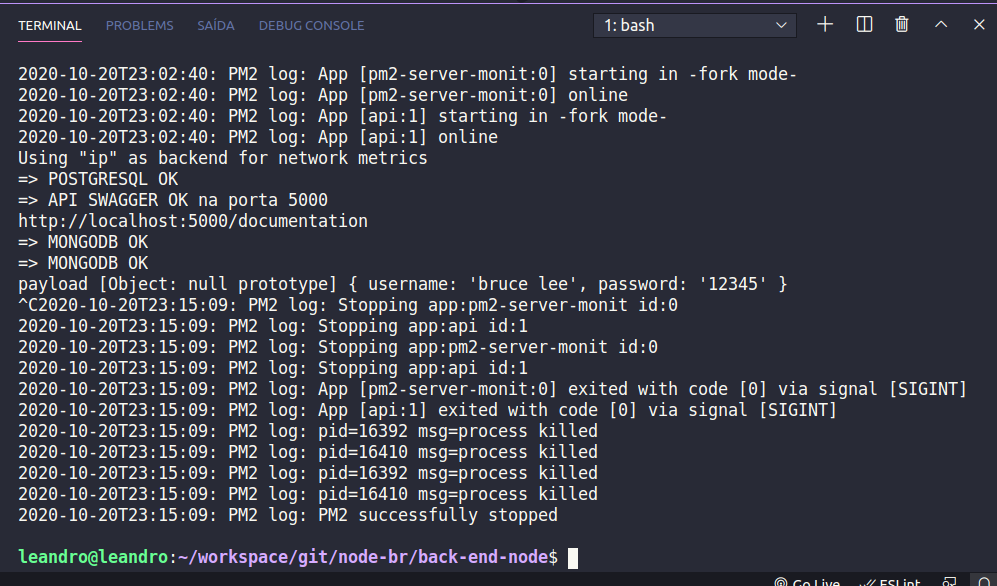 TERMINAL PROBLEMS SAÍDA DEBUG CONSOLE 1: bash
2020-10-20T23:02:40: PM2 log: App [pm2-server-monit:0] starting in -fork mode-
2020-10-20T23:02:40: PM2 log: App [pm2-server-monit:0] online
2020-10-20T23:02:40: PM2 log: App [api:1] starting in -fork mode-
2020-10-20T23:02:40: PM2 log: App [api:1] online
Using "ip" as backend for network metrics
=> POSTGRESQL OK
=> API SWAGGER OK na porta 5000
http://localhost:5000/documentation
=> MONGODB OK
=> MONGODB OK
payload [Object: null prototype] { username: 'bruce lee', password: '12345' }
^C2020-10-20T23:15:09: PM2 log: Stopping app:pm2-server-monit id:0
2020-10-20T23:15:09: PM2 log: Stopping app:api id:1
2020-10-20T23:15:09: PM2 log: Stopping app:pm2-server-monit id:0
2020-10-20T23:15:09: PM2 log: Stopping app:api id:1
2020-10-20T23:15:09: PM2 log: App [pm2-server-monit:0] exited with code [0] via signal [SIGINT]
2020-10-20T23:15:09: PM2 log: App [api:1] exited with code [0] via signal [SIGINT]
2020-10-20T23:15:09: PM2 log: pid=16392 msg=process killed
2020-10-20T23:15:09: PM2 log: pid=16410 msg=process killed
2020-10-20T23:15:09: PM2 log: pid=16392 msg=process killed
2020-10-20T23:15:09: PM2 log: pid=16410 msg=process killed
2020-10-20T23:15:09: PM2 log: PM2 successfully stopped
leandro@leandro:~/workspace/git/node-br/back-end-node$
Go Live ESLint